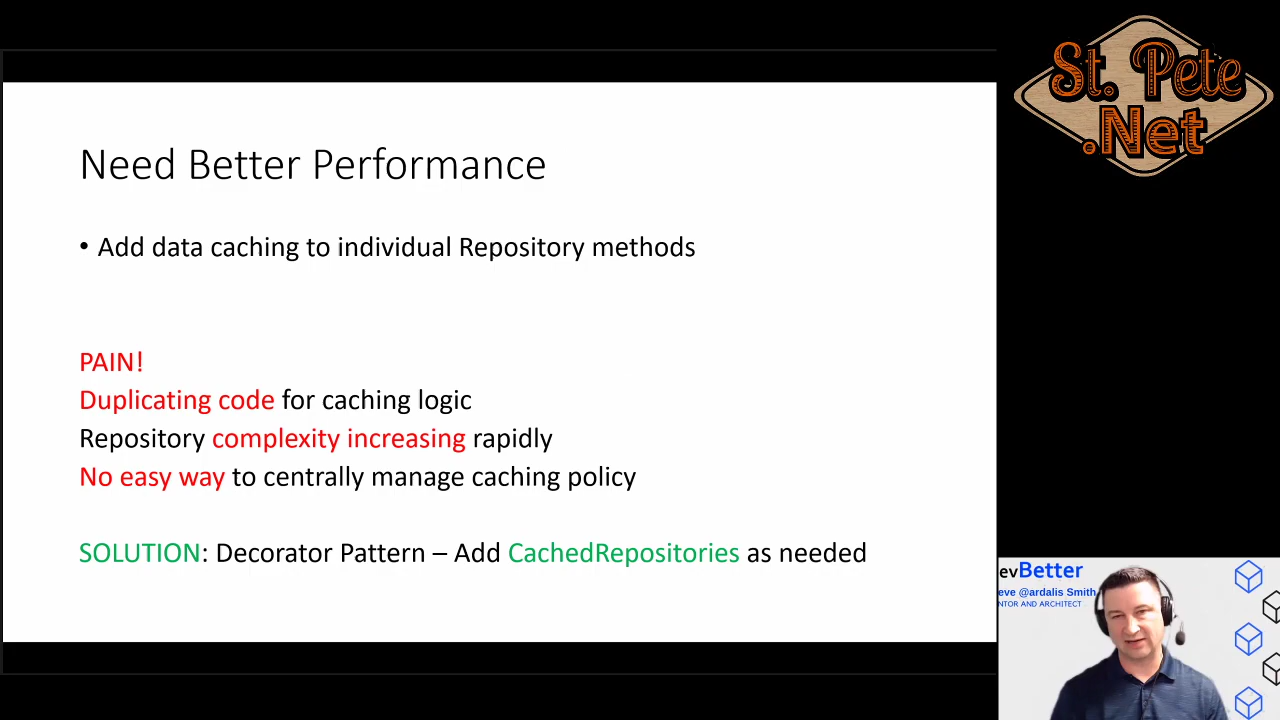 Need Better Performance
• Add data caching to individual Repository methods
PAIN!
Duplicating code for caching logic
Repository complexity increasing rapidly
No easy way to centrally manage caching policy
SOLUTION: Decorator Pattern – Add CachedRepositories as needed
St. Pete
.Net
evBetter
eve @ardalis Smith
NTOR AND ARCHITECT